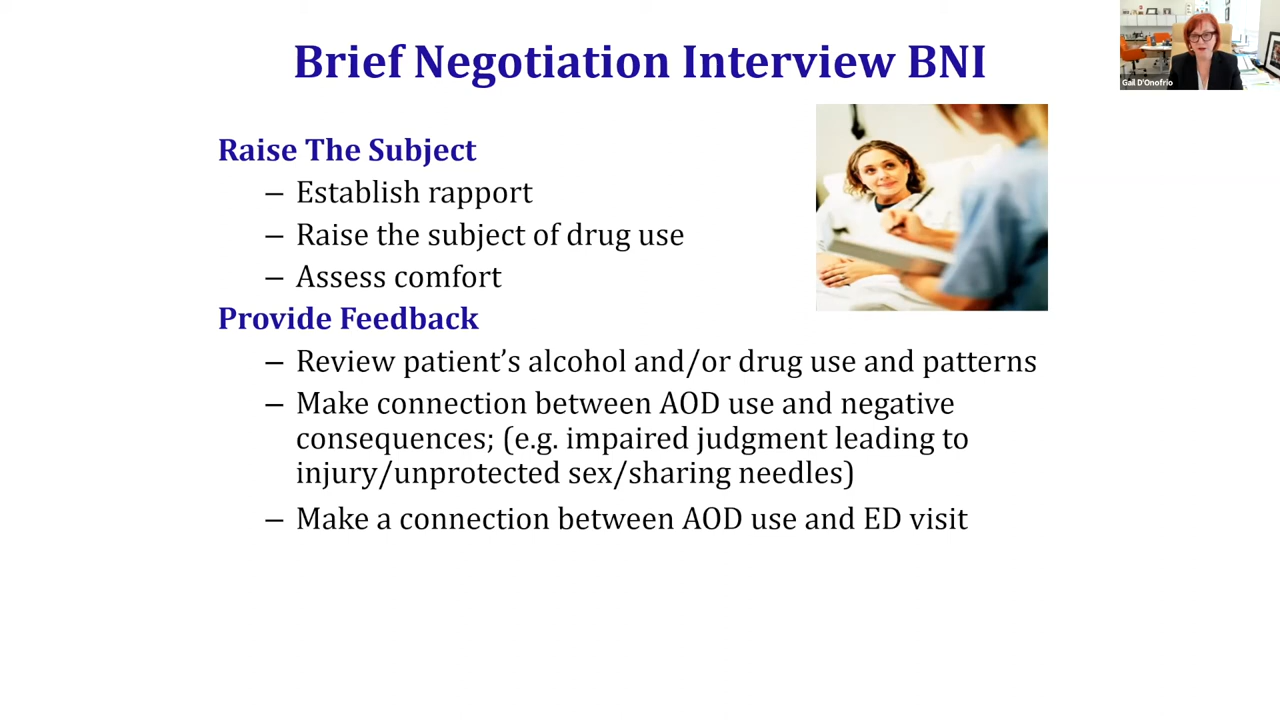 Brief Negotiation Interview BNI
Gail D'Onofrio
Raise The Subject
– Establish rapport
– Raise the subject of drug use
– Assess comfort
Provide Feedback
– Review patient’s alcohol and/or drug use and patterns
– Make connection between AOD use and negative
consequences; (e.g. impaired judgment leading to
injury/unprotected sex/sharing needles)
– Make a connection between AOD use and ED visit